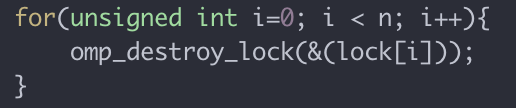 for(unsigned int i=0; i < n; i++){
    omp_destroy_lock(&(lock[i]));
}